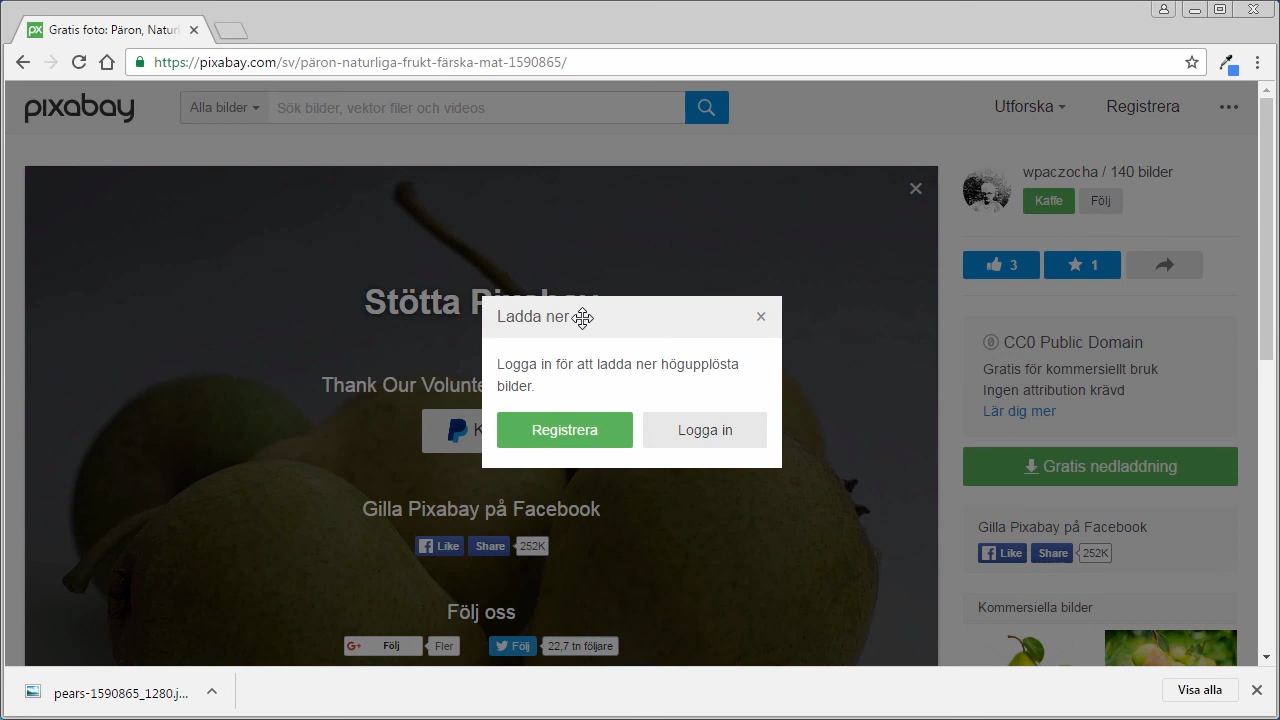 Gratis foto: Päron, Natur
https://pixabay.com/sv/päron-naturliga-frukt-färska-mat-1590865/
pixabay
Alla bilder
Sök bilder, vektor filer och videos
Utforska
Registrera
wpaczocha / 140 bilder
Kaffe
Följ
3
1
Stötta Pixabay
Ladda ner
×
Logga in för att ladda ner högupplösta
bilder.
Registrera
Logga in
Thank Our Volunte
K
Gilla Pixabay på Facebook
Like
Share
252K
Följ oss
G+
Följ
Fler
Följ
22,7 tn följare
CC0 Public Domain
Gratis för kommersiellt bruk
Ingen attribution krävd
Lär dig mer
Gratis nedladdning
Gilla Pixabay på Facebook
Like
Share
252K
Kommersiella bilder
pears-1590865_1280.j...
Visa alla